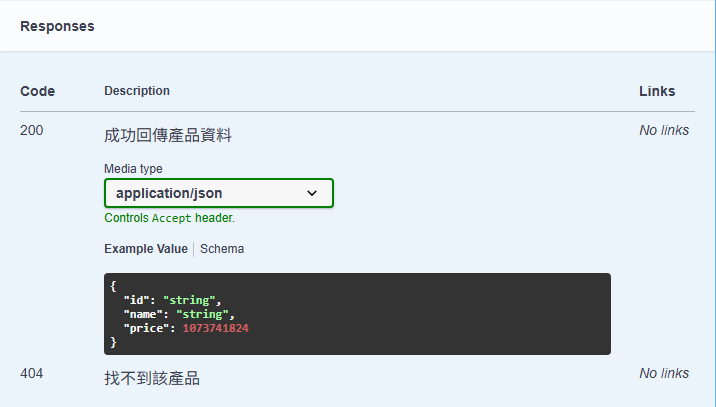 Responses
Code Description Links
200 成功回傳產品資料 No links
Media type
application/json
Controls Accept header.
Example Value Schema
{
"id": "string",
"name": "string",
"price": 1073741824
}
404 找不到該產品 No links